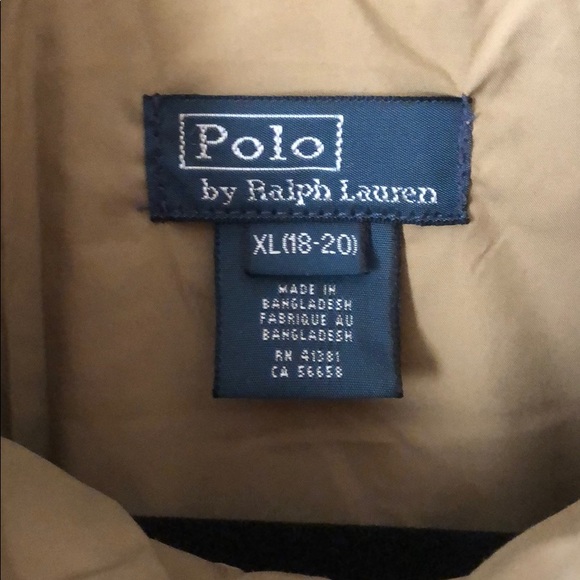 Polo
by Ralph Lauren
XL(18-20)
MADE IN
BANGLADESH
FABRIQUE AU
BANGLADESH
RN 41381
CA 56658